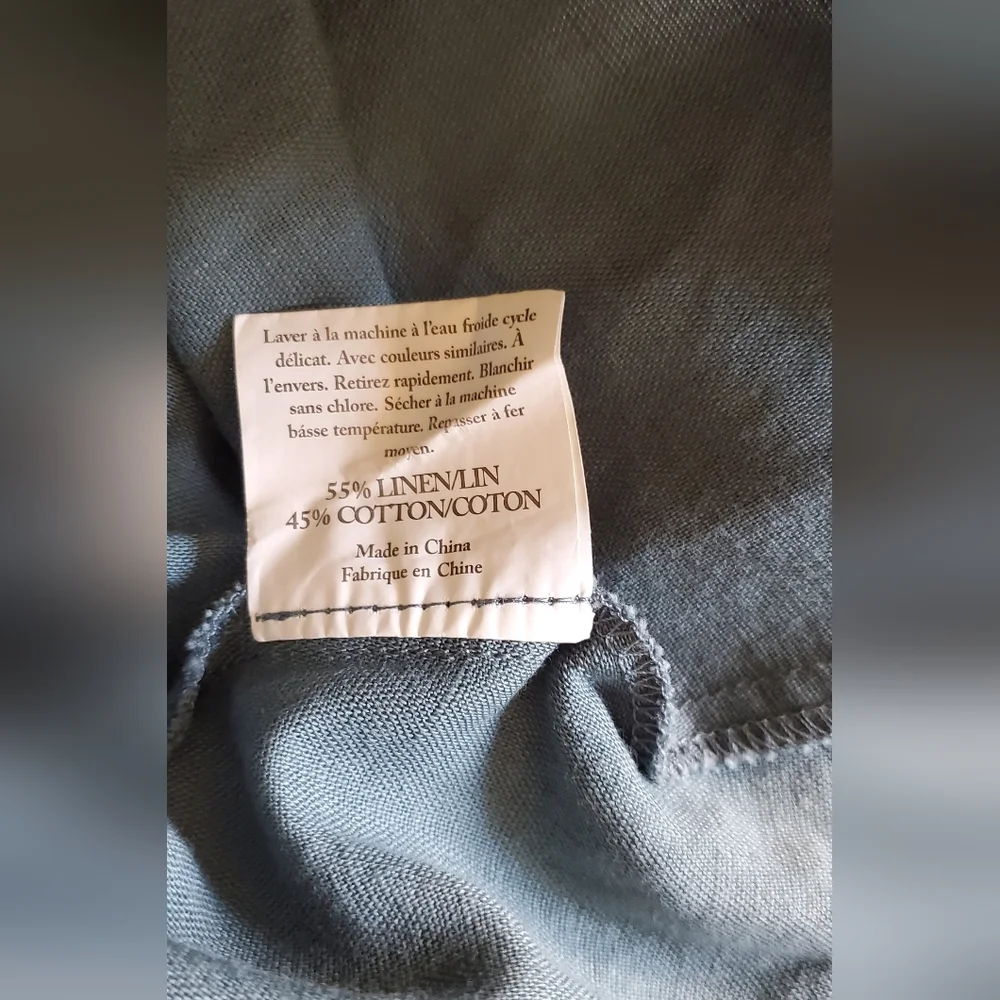 Laver à la machine à l'eau froide cycle
délicat. Avec couleurs similaires. À
l'envers. Retirez rapidement. Blanchir
sans chlore. Sécher à la machine
básse température. Repasser à fer
moyen.
55% LINEN/LIN
45% COTTON/COTON
Made in China
Fabrique en Chine